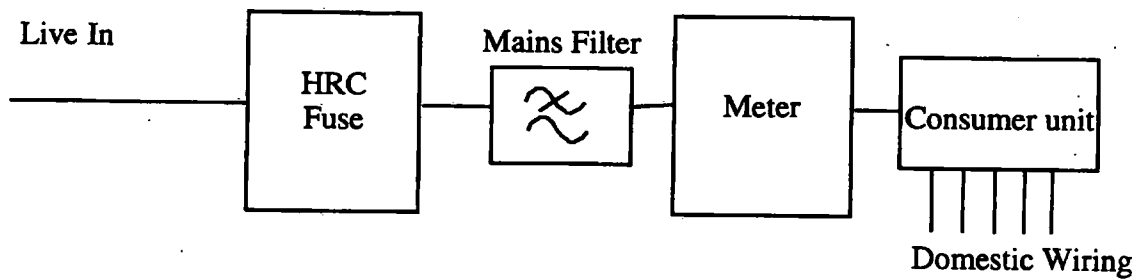 Live In
HRC
Fuse
Mains Filter
Meter
Consumer unit
Domestic Wiring